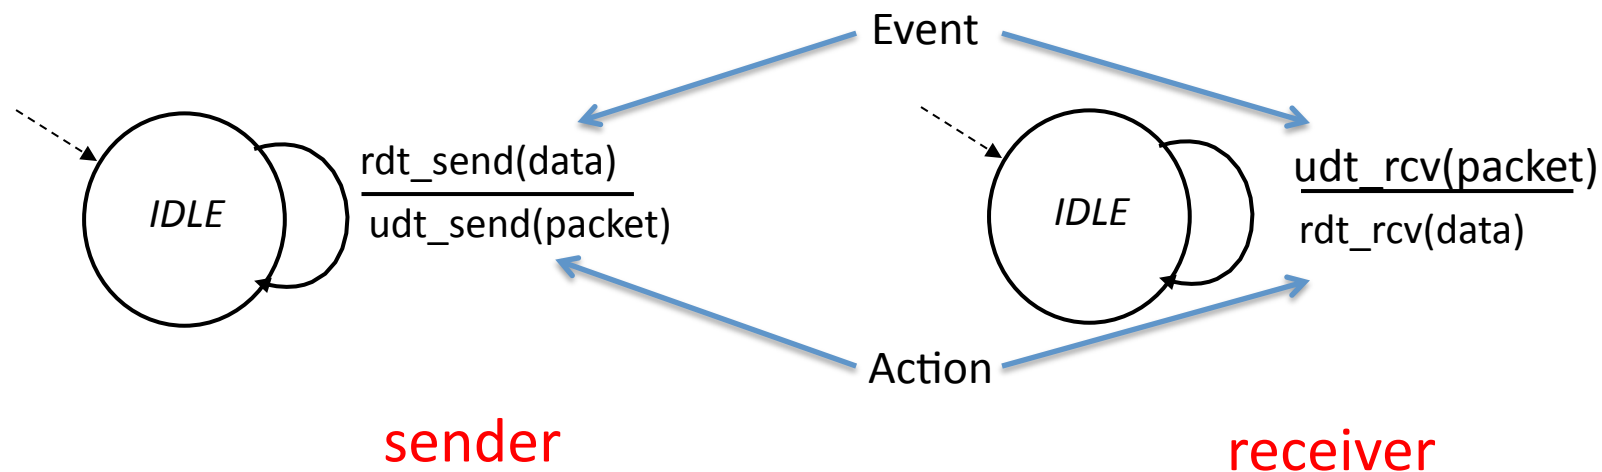 Event
rdt_send(data)
udt_send(packet)
IDLE
udt_rcv(packet)
rdt_rcv(data)
IDLE
Action
sender
receiver